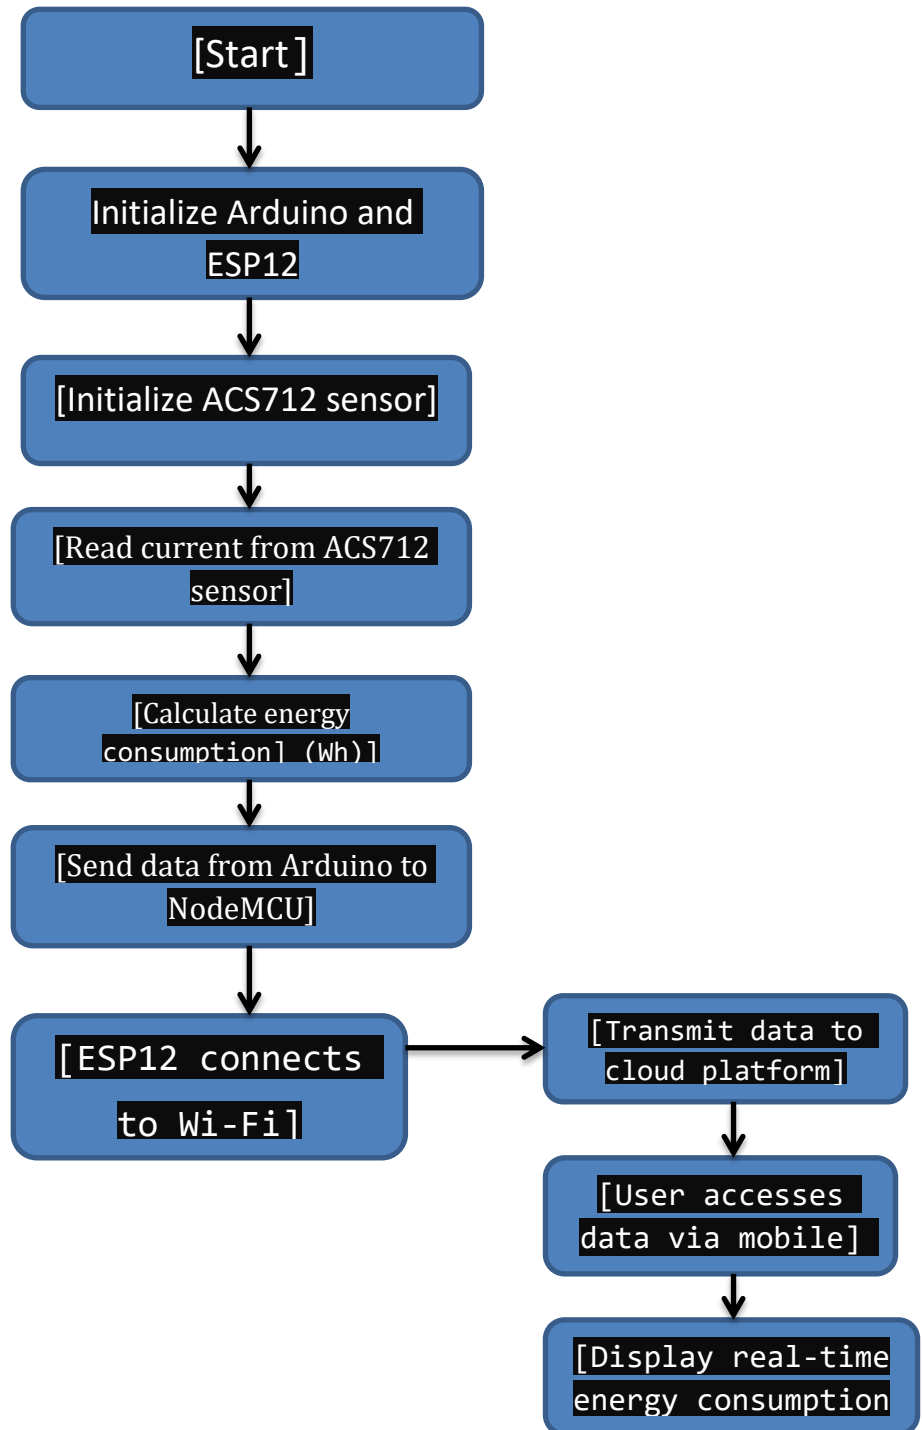 [Start]
Initialize Arduino and
ESP12
[Initialize ACS712 sensor]
[Read current from ACS712
sensor]
[Calculate energy
consumption] (Wh)]
[Send data from Arduino to
NodeMCU]
[ESP12 connects
to Wi-Fi]
[Transmit data to
cloud platform]
[User accesses
data via mobile]
[Display real-time
energy consumption